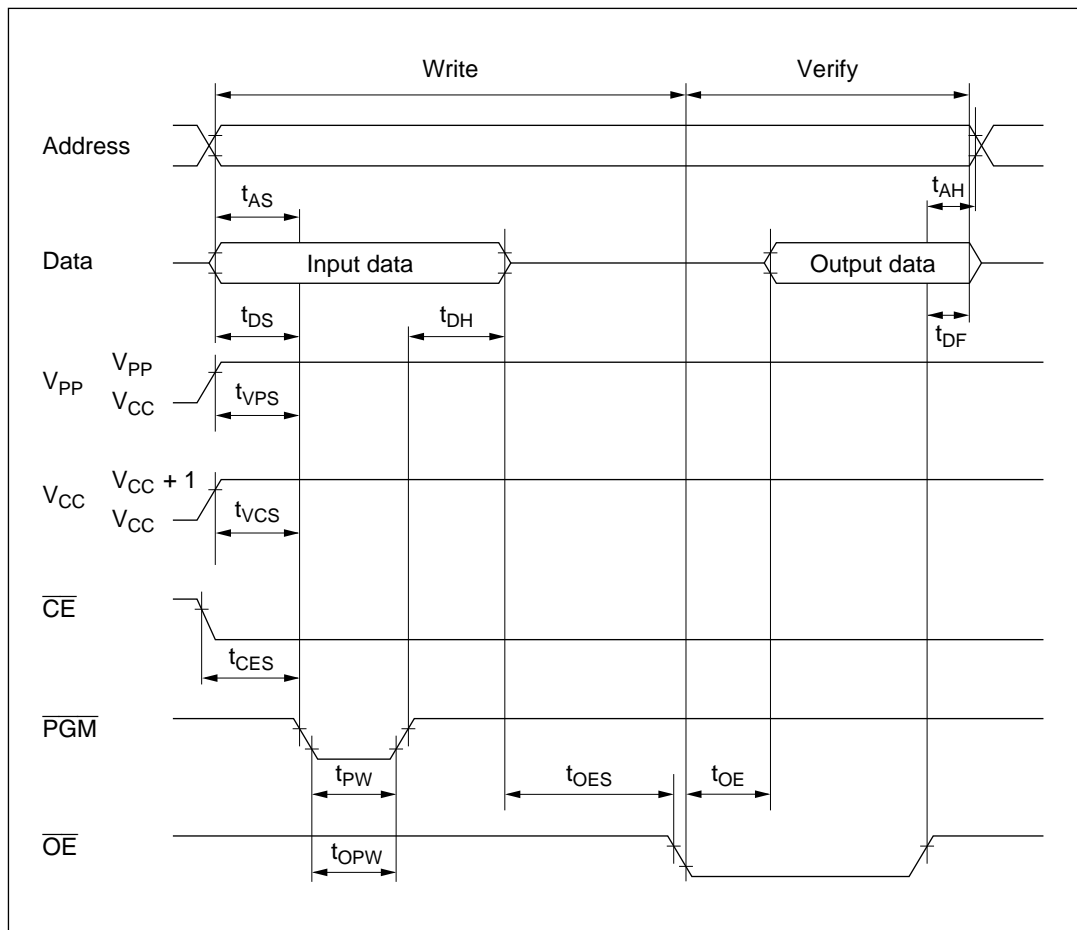 Write
Verify
Address
tAS
tAH
Data
Input data
Output data
tDS
tDH
tDF
VPP
VPP
VCC
tVPS
VCC
VCC + 1
VCC
tVCS
CE
tCES
PGM
tPW
tOES
tOE
OE
tOPW